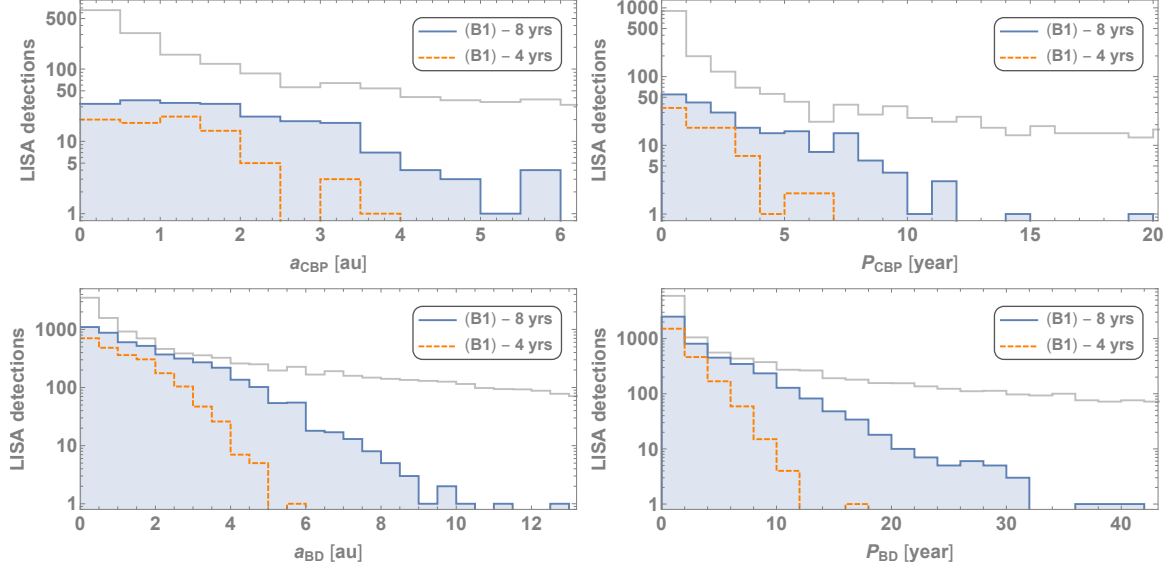 LISA detections
500
100
50
10
5
1
(B1) – 8 yrs
(B1) – 4 yrs
0 1 2 3 4 5 6
a_CBP [au]
LISA detections
1000
500
100
50
10
5
1
(B1) – 8 yrs
(B1) – 4 yrs
0 5 10 15 20
P_CBP [year]
LISA detections
1000
100
10
1
(B1) – 8 yrs
(B1) – 4 yrs
0 2 4 6 8 10 12
a_BD [au]
LISA detections
1000
100
10
1
(B1) – 8 yrs
(B1) – 4 yrs
0 10 20 30 40
P_BD [year]